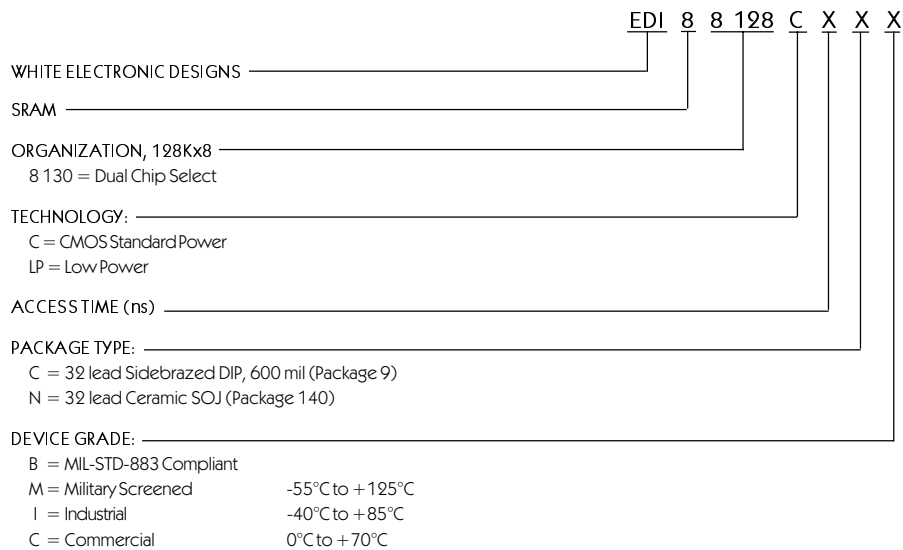 EDI 8 8 128 C X X X
WHITE ELECTRONIC DESIGNS
SRAM
ORGANIZATION, 128Kx8
8 130 = Dual Chip Select
TECHNOLOGY:
C = CMOS Standard Power
LP = Low Power
ACCESS TIME (ns)
PACKAGE TYPE:
C = 32 lead Sidebrazed DIP, 600 mil (Package 9)
N = 32 lead Ceramic SOJ (Package 140)
DEVICE GRADE:
B = MIL-STD-883 Compliant
M = Military Screened -55°C to +125°C
I = Industrial -40°C to +85°C
C = Commercial 0°C to +70°C